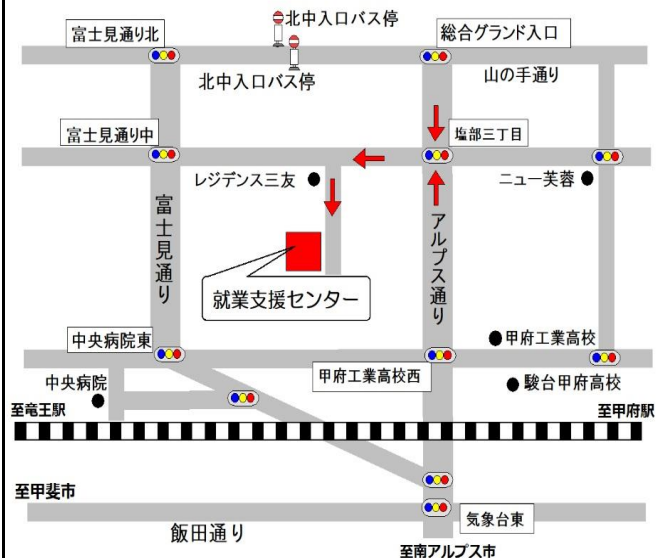 北中入口バス停
富士見通り北
総合グランド入口
北中入口バス停
山の手通り
富士見通り中
塩部三丁目
レジデンス三友
ニュー芙蓉
富士見通り
アルプス通り
就業支援センター
中央病院東
甲府工業高校
甲府工業高校西
中央病院
駿台甲府高校
至竜王駅
至甲府駅
至甲斐市
気象台東
飯田通り
至南アルプス市